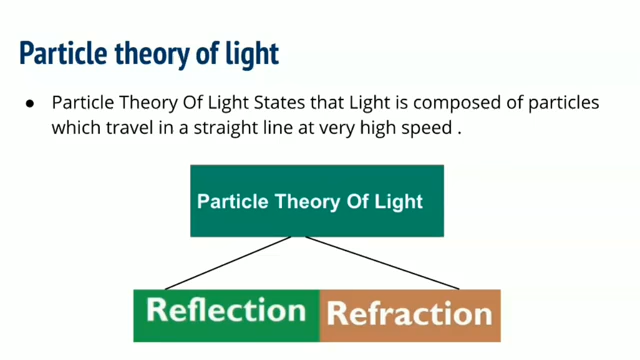 Particle theory of light
● Particle Theory Of Light States that Light is composed of particles
which travel in a straight line at very high speed .
Particle Theory Of Light
Reflection Refraction